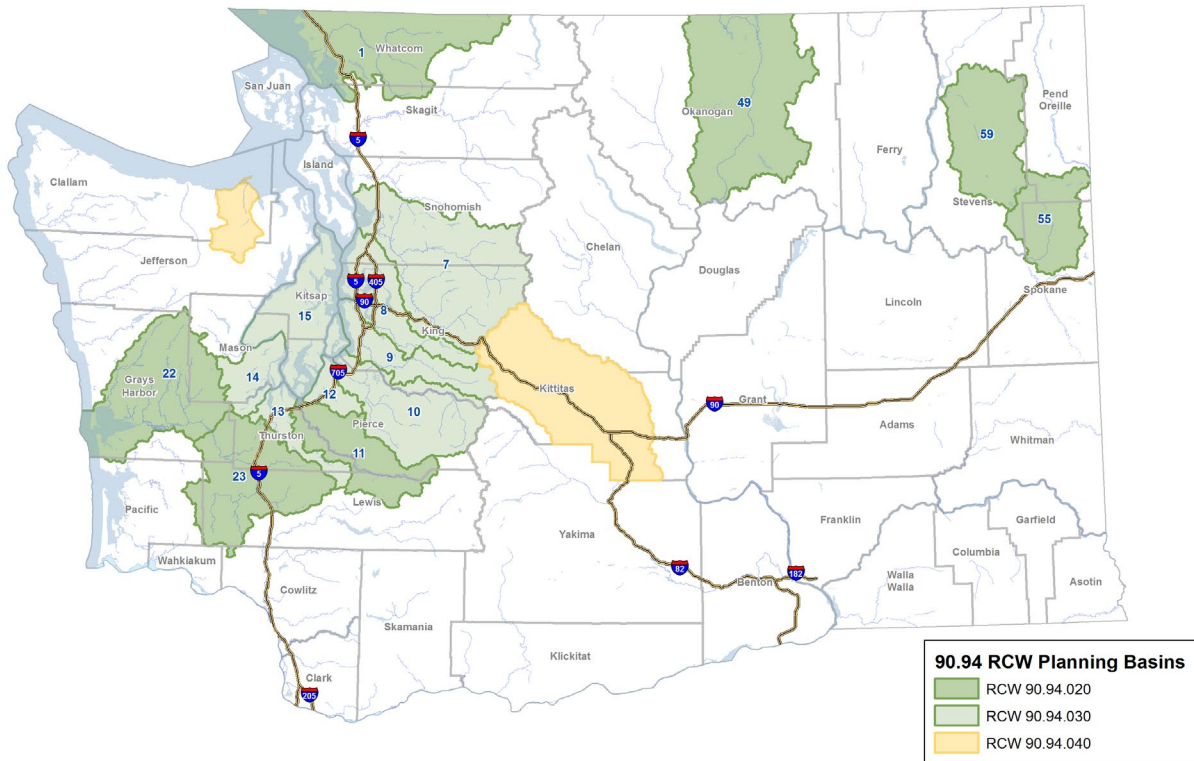 1
Whatcom
San Juan
Skagit
5
Island
Okanogan
49
Ferry
Pend
Oreille
59
Stevens
55
Clallam
Jefferson
Snohomish
7
Chelan
Douglas
Lincoln
Spokane
5
405
90
8
King
Kitsap
15
Mason
14
22
Grays
Harbor
9
705
12
10
13
Thurston
Pierce
11
Kittitas
90
Grant
Adams
Whitman
23
5
Lewis
Pacific
Wahkiakum
Cowlitz
Skamania
Clark
205
Yakima
82
Benton
182
Klickitat
Franklin
Walla
Walla
Columbia
Garfield
Asotin
90.94 RCW Planning Basins
RCW 90.94.020
RCW 90.94.030
RCW 90.94.040